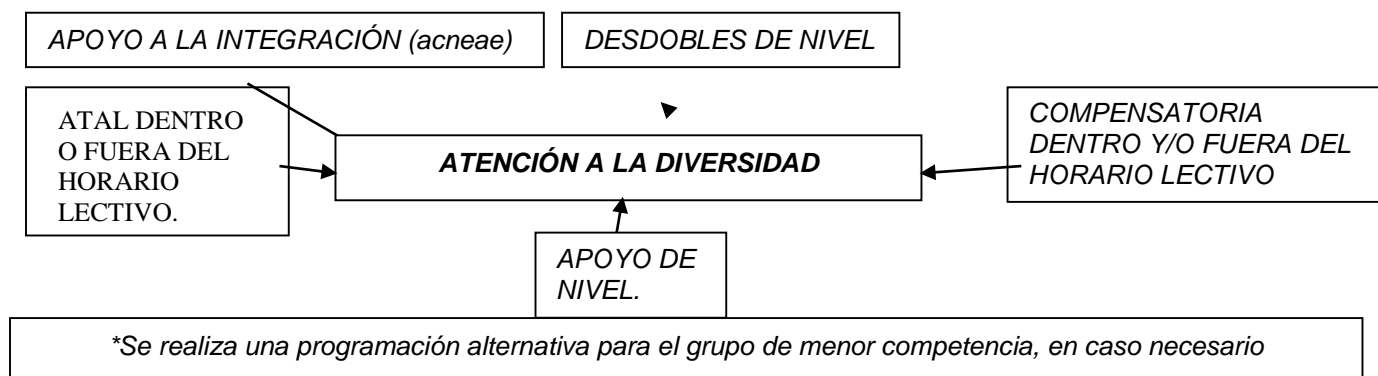 APOYO A LA INTEGRACIÓN (acneae)
DESDOBLES DE NIVEL
ATAL DENTRO
O FUERA DEL
HORARIO
LECTIVO.
ATENCIÓN A LA DIVERSIDAD
COMPENSATORIA
DENTRO Y/O FUERA DEL
HORARIO LECTIVO
APOYO DE
NIVEL.
*Se realiza una programación alternativa para el grupo de menor competencia, en caso necesario